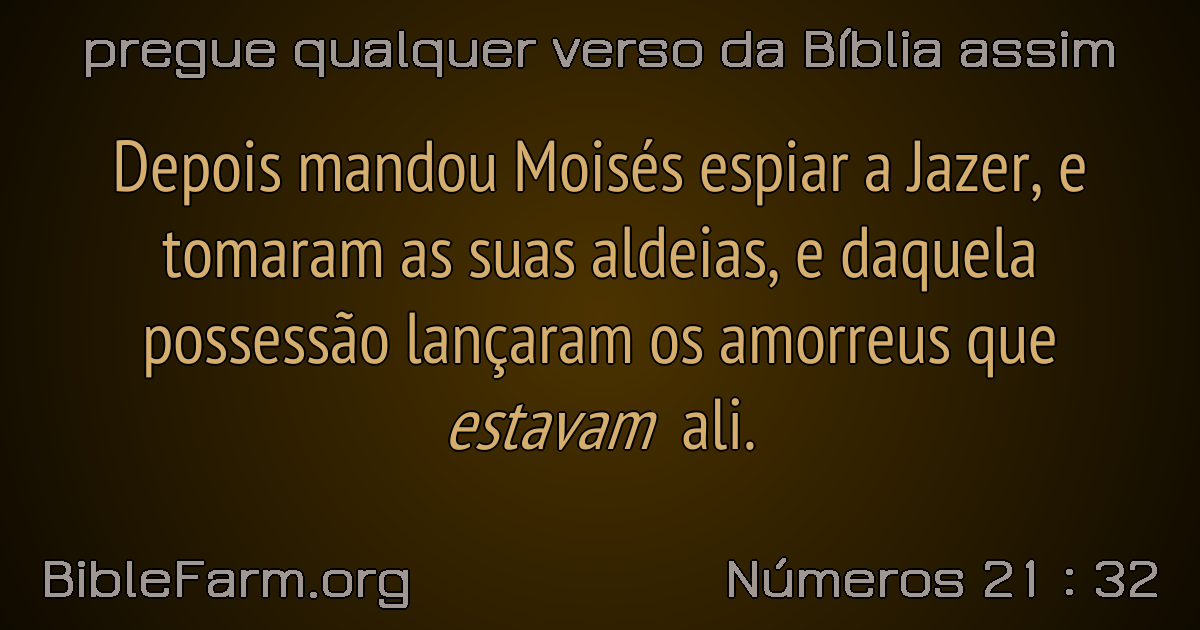 pregue qualquer verso da Bíblia assim
Depois mandou Moisés espiar a Jazer, e
tomaram as suas aldeias, e daquela
possessão lançaram os amorreus que
estavam ali.
BibleFarm.org
Números 21 : 32